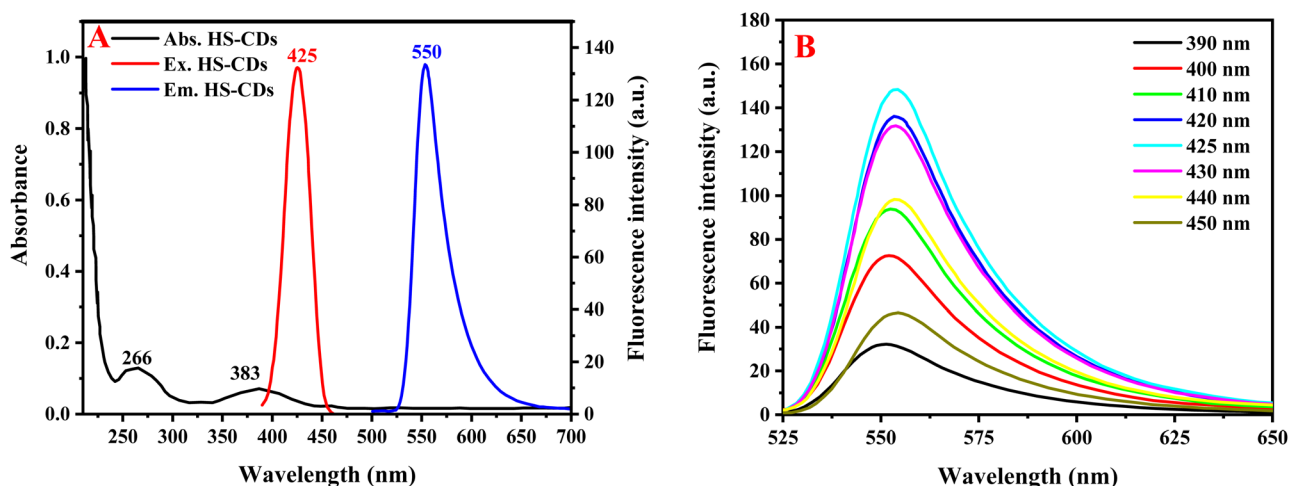 A
Abs. HS-CDs
Ex. HS-CDs
Em. HS-CDs
425
550
266
383
1.0
0.8
0.6
0.4
0.2
0.0
Absorbance
140
120
100
80
60
40
20
0
Fluorescence intensity (a.u.)
250 300 350 400 450 500 550 600 650 700
Wavelength (nm)
B
390 nm
400 nm
410 nm
420 nm
425 nm
430 nm
440 nm
450 nm
180
160
140
120
100
80
60
40
20
0
Fluorescence intensity (a.u.)
525 550 575 600 625 650
Wavelength (nm)